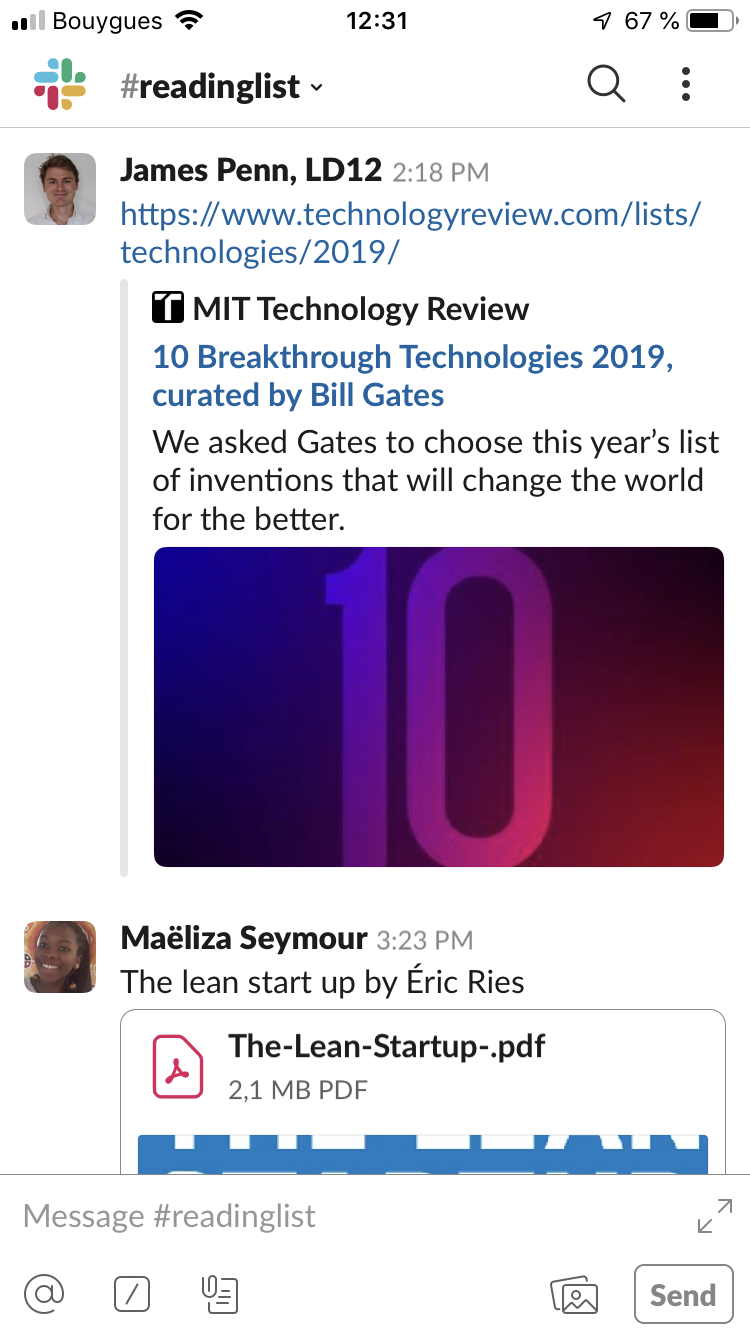 Bouygues 12:31 67 %
#readinglist
James Penn, LD12 2:18 PM
https://www.technologyreview.com/lists/
technologies/2019/
MIT Technology Review
10 Breakthrough Technologies 2019,
curated by Bill Gates
We asked Gates to choose this year’s list
of inventions that will change the world
for the better.
10
Maëliza Seymour 3:23 PM
The lean start up by Éric Ries
The-Lean-Startup-.pdf
2,1 MB PDF
THE LEAN
Message #readinglist
Send